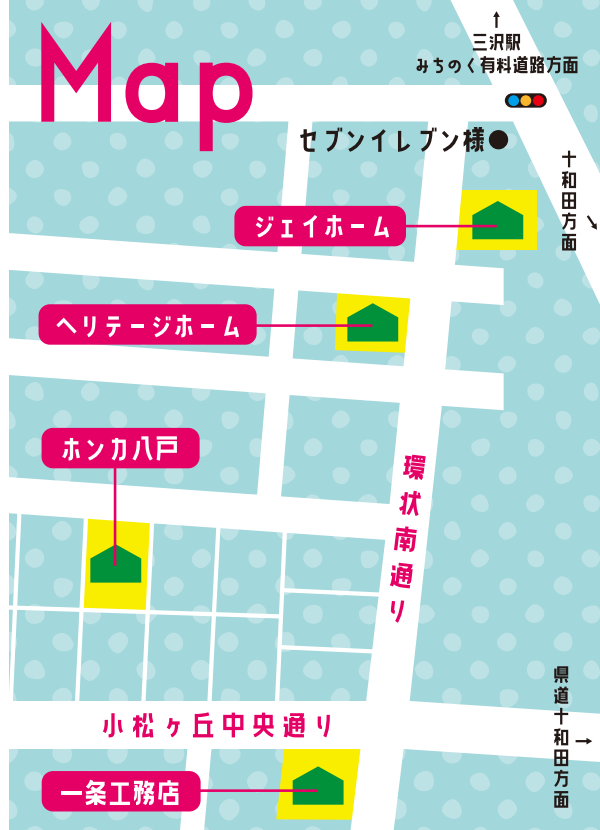 Map
↑
三沢駅
みちのく有料道路方面
セブンイレブン様●
十和田方面
↘
ジェイホーム
ヘリテージホーム
ホンカ八戸
環状南通り
県道十和田方面
→
小松ヶ丘中央通り
一条工務店